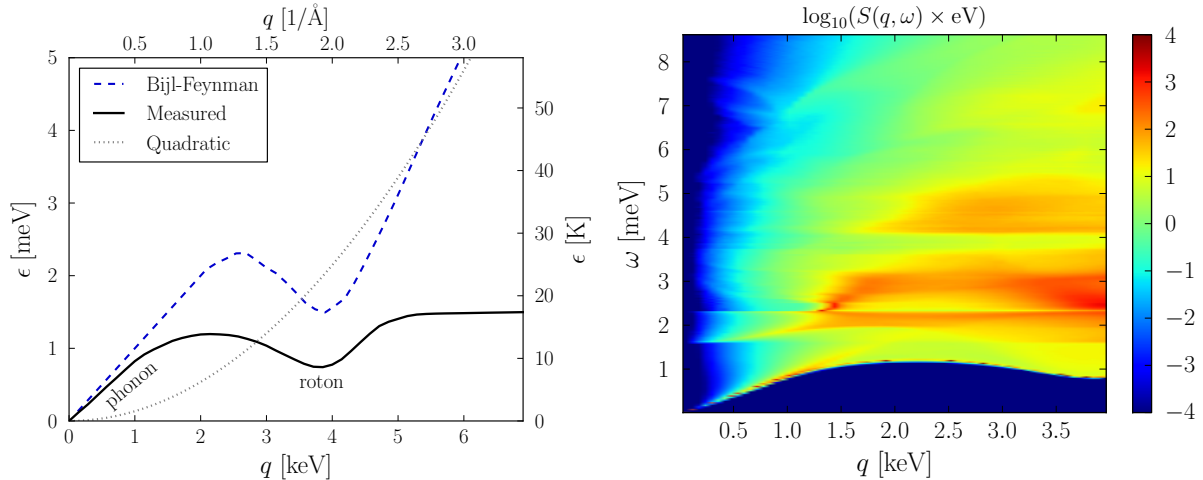 q [1/Å]
0.5 1.0 1.5 2.0 2.5 3.0
5
4
3
2
1
0
ϵ [meV]
Bijl-Feynman
Measured
Quadratic
phonon
roton
50
40
30
20
10
0
ϵ [K]
0 1 2 3 4 5 6
q [keV]
log₁₀(S(q, ω) × eV)
8
7
6
5
4
3
2
1
ω [meV]
0.5 1.0 1.5 2.0 2.5 3.0 3.5
q [keV]
4
3
2
1
0
−1
−2
−3
−4